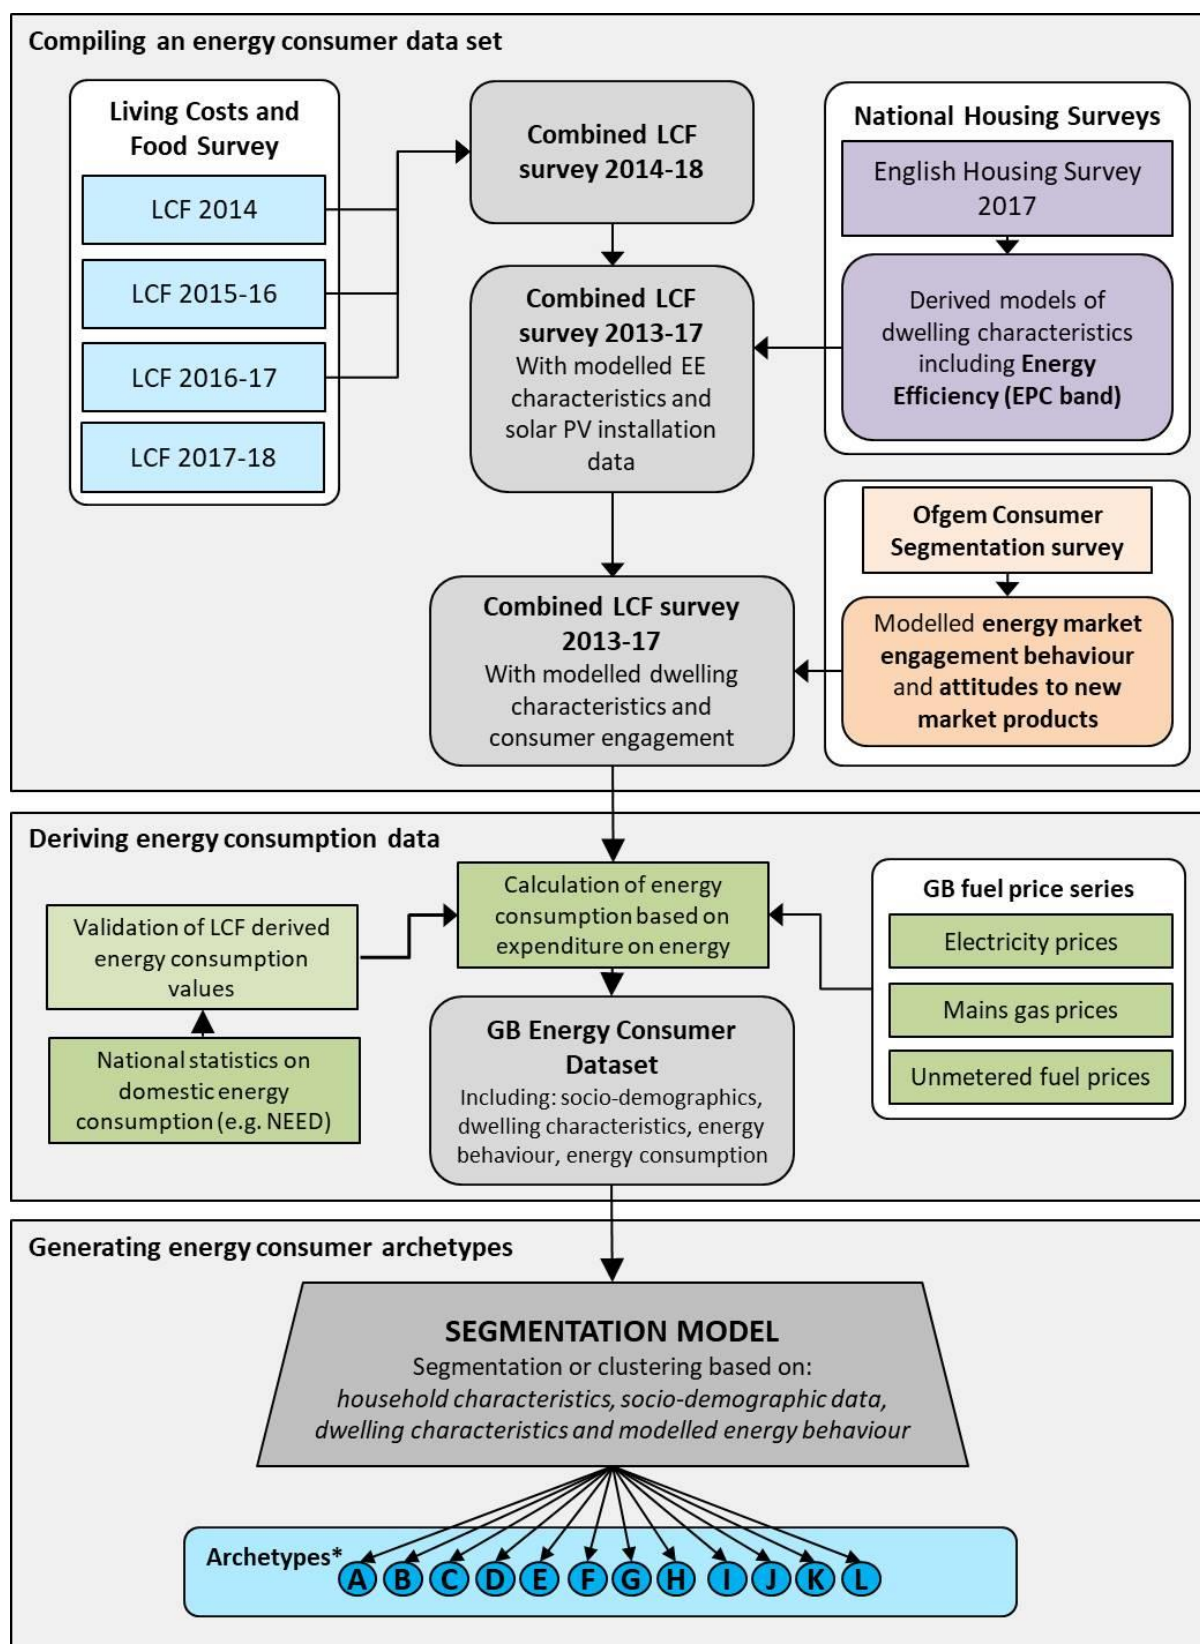 Compiling an energy consumer data set
Living Costs and
Food Survey
LCF 2014
LCF 2015-16
LCF 2016-17
LCF 2017-18
Combined LCF
survey 2014-18
Combined LCF
survey 2013-17
With modelled EE
characteristics and
solar PV installation
data
National Housing Surveys
English Housing Survey
2017
Derived models of
dwelling characteristics
including Energy
Efficiency (EPC band)
Ofgem Consumer
Segmentation survey
Modelled energy market
engagement behaviour
and attitudes to new
market products
Combined LCF survey
2013-17
With modelled dwelling
characteristics and
consumer engagement
Deriving energy consumption data
Validation of LCF derived
energy consumption
values
National statistics on
domestic energy
consumption (e.g. NEED)
Calculation of energy
consumption based on
expenditure on energy
GB Energy Consumer
Dataset
Including: socio-demographics,
dwelling characteristics, energy
behaviour, energy consumption
GB fuel price series
Electricity prices
Mains gas prices
Unmetered fuel prices
Generating energy consumer archetypes
SEGMENTATION MODEL
Segmentation or clustering based on:
household characteristics, socio-demographic data,
dwelling characteristics and modelled energy behaviour
Archetypes*
A B C D E F G H I J K L